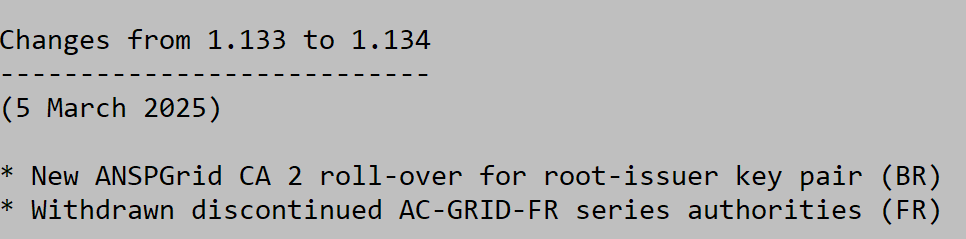 Changes from 1.133 to 1.134
---------------------------
(5 March 2025)
* New ANSPGrid CA 2 roll-over for root-issuer key pair (BR)
* Withdrawn discontinued AC-GRID-FR series authorities (FR)